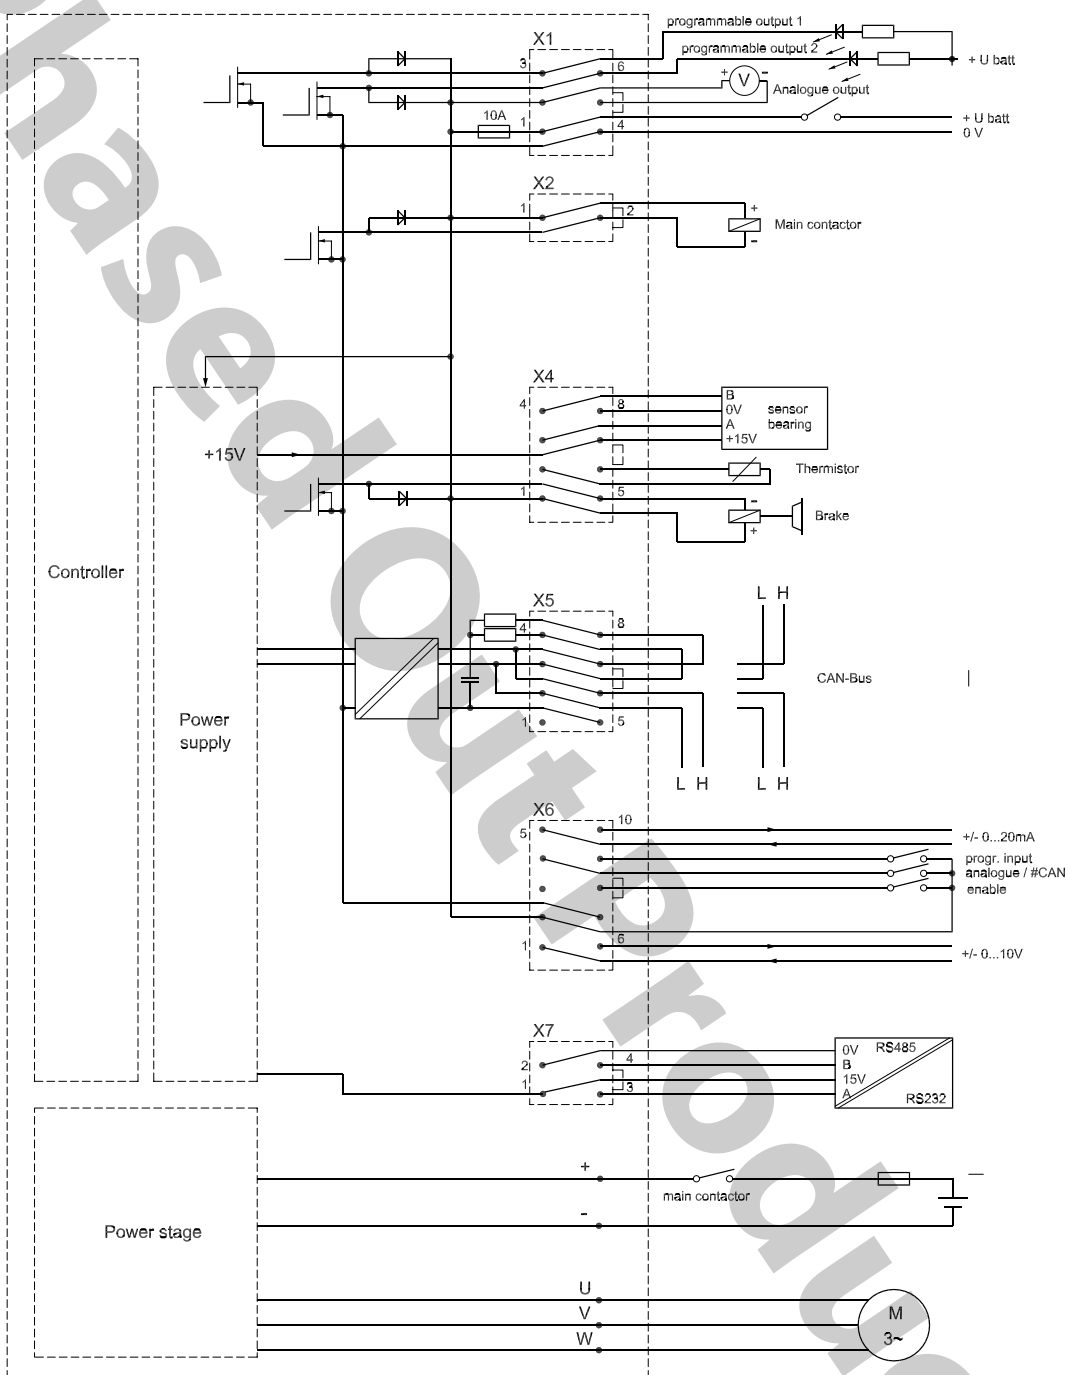 programmable output 1
X1
programmable output 2
3
6
+ V -
+ U batt
Analogue output
10A
1
4
+ U batt
0 V
X2
1
2
+
Main contactor
-
X4
4
8
B
0V
A
+15V
sensor
bearing
+15V
Thermistor
1
5
-
+
Brake
Controller
X5
L H
8
4
CAN-Bus
Power
supply
1
5
L H
L H
X6
10
5
+/- 0...20mA
progr. input
analogue / #CAN
enable
6
1
+/- 0...10V
X7
0V
RS485
2
4
B
1
3
15V
A
RS232
+
main contactor
-
Power stage
U
V
W
M
3~
Phased Out Produ